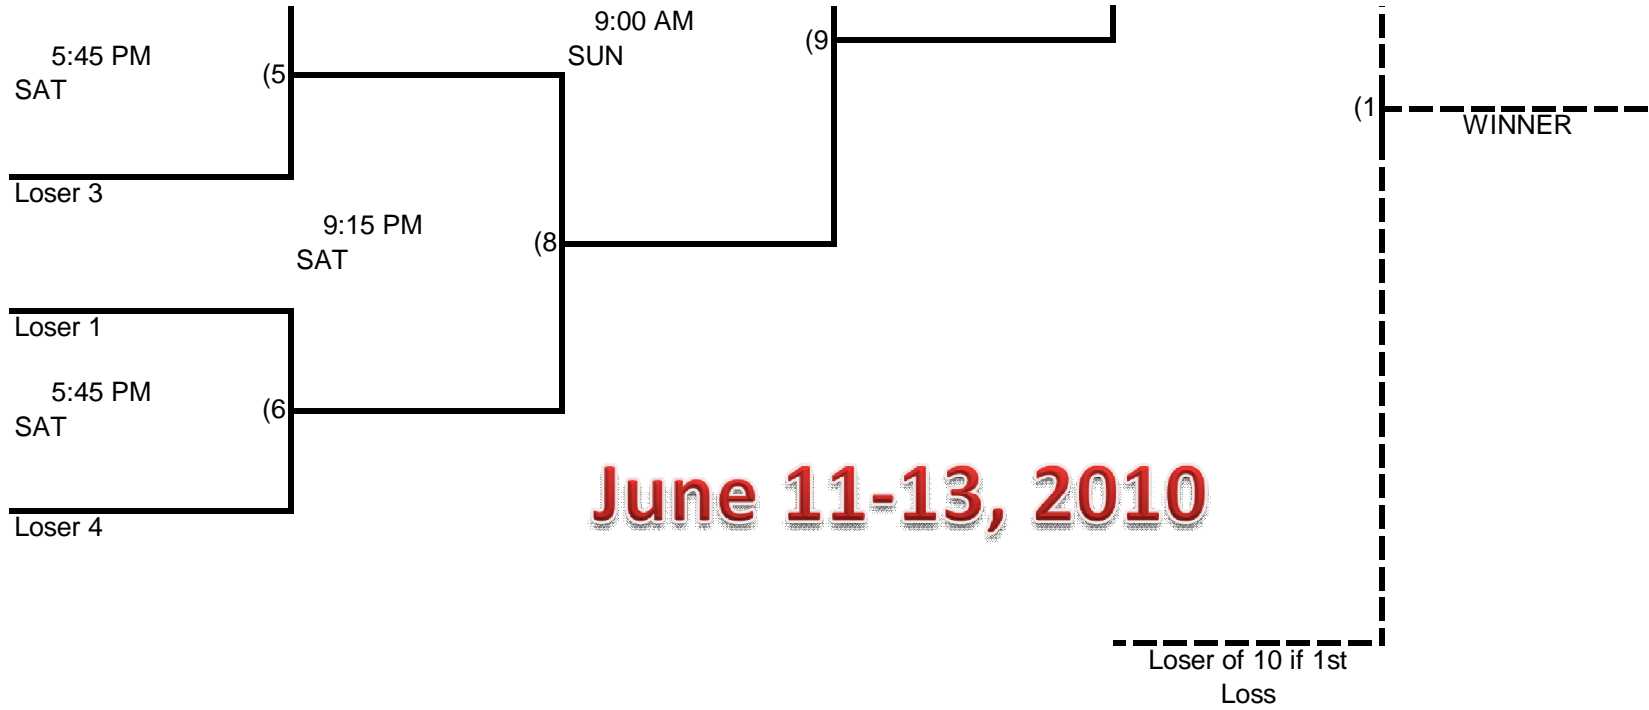 9:00 AM
SUN
(9
5:45 PM
SAT
(5
(1
WINNER
Loser 3
9:15 PM
SAT
(8
Loser 1
5:45 PM
SAT
(6
Loser 4
June 11-13, 2010
Loser of 10 if 1st
Loss